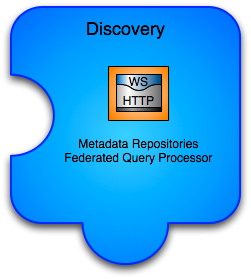 Discovery
WS
HTTP
Metadata Repositories
Federated Query Processor